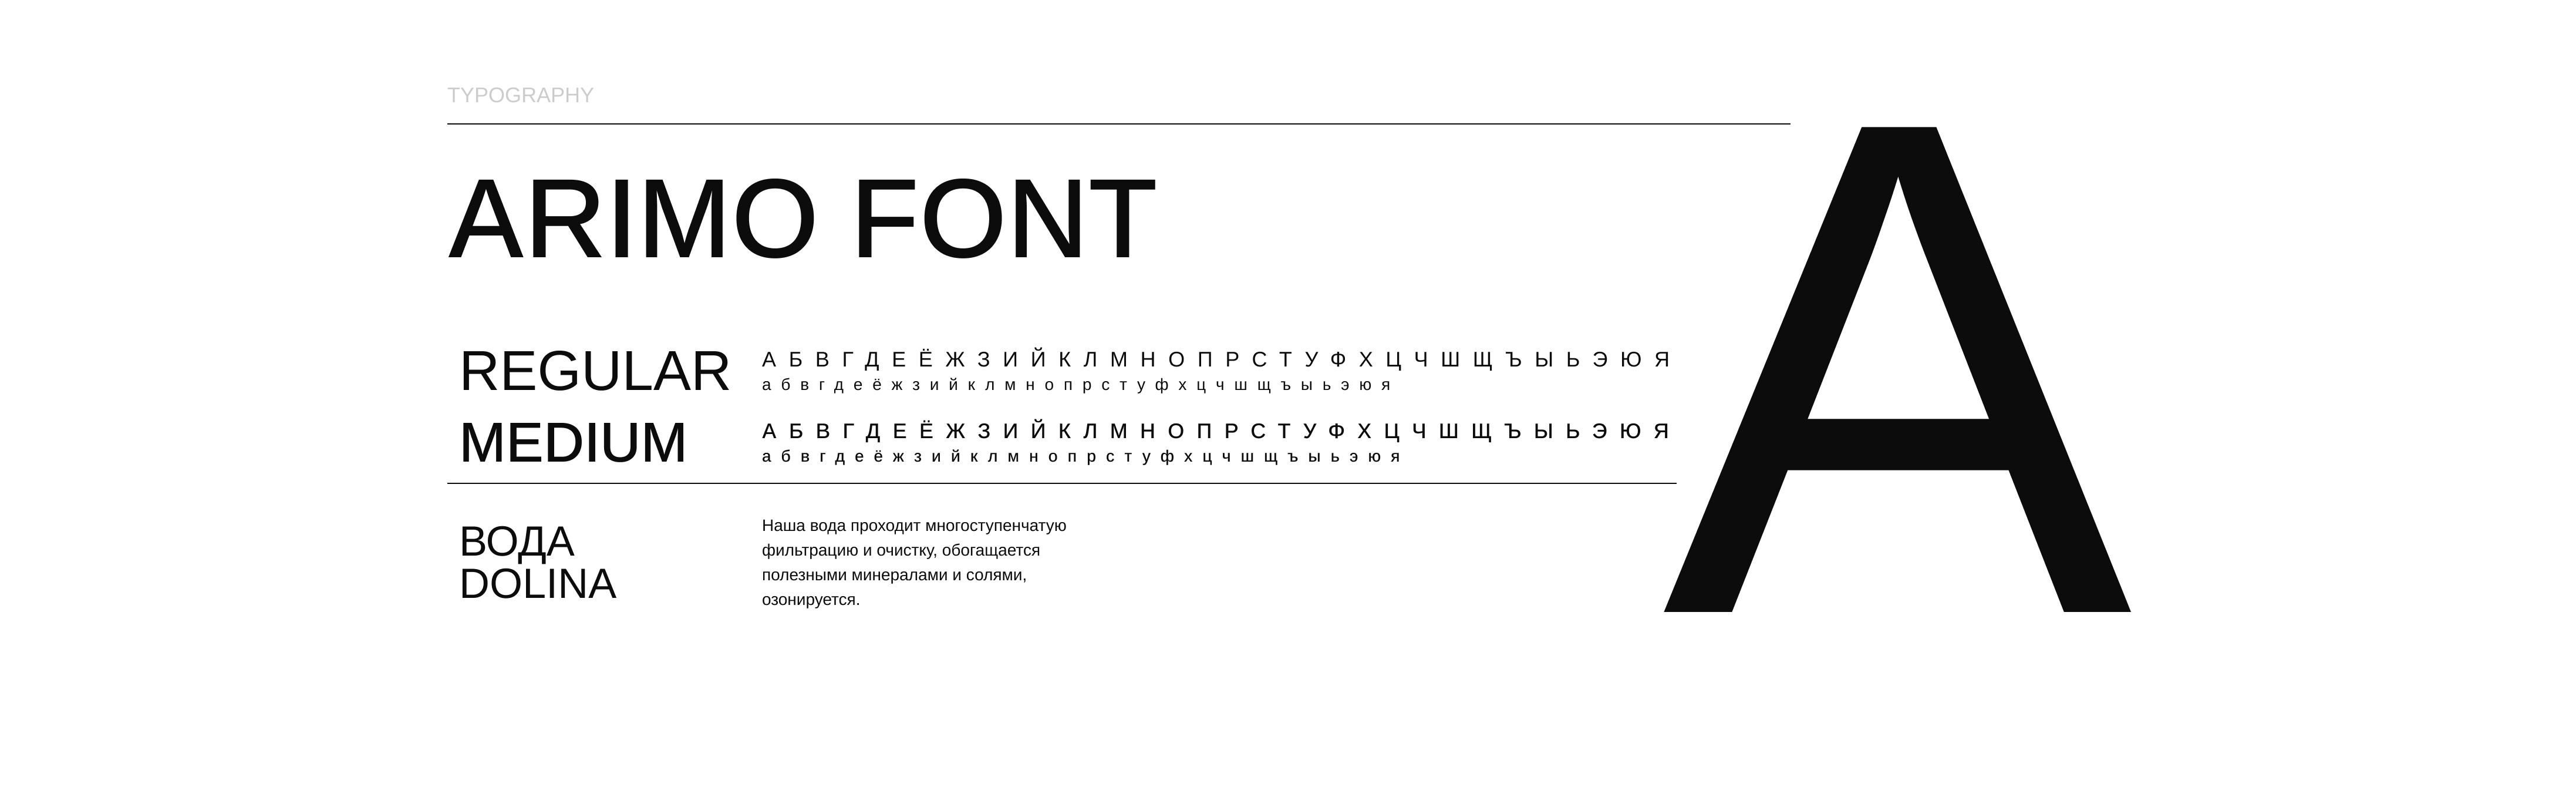 TYPOGRAPHY
ARIMO FONT
A
REGULAR
А Б В Г Д Е Ё Ж З И Й К Л М Н О П Р С Т У Ф Х Ц Ч Ш Щ Ъ Ы Ь Э Ю Я
а б в г д е ё ж з и й к л м н о п р с т у ф х ц ч ш щ ъ ы ь э ю я
MEDIUM
А Б В Г Д Е Ё Ж З И Й К Л М Н О П Р С Т У Ф Х Ц Ч Ш Щ Ъ Ы Ь Э Ю Я
а б в г д е ё ж з и й к л м н о п р с т у ф х ц ч ш щ ъ ы ь э ю я
ВОДА
DOLINA
Наша вода проходит многоступенчатую
фильтрацию и очистку, обогащается
полезными минералами и солями,
озонируется.